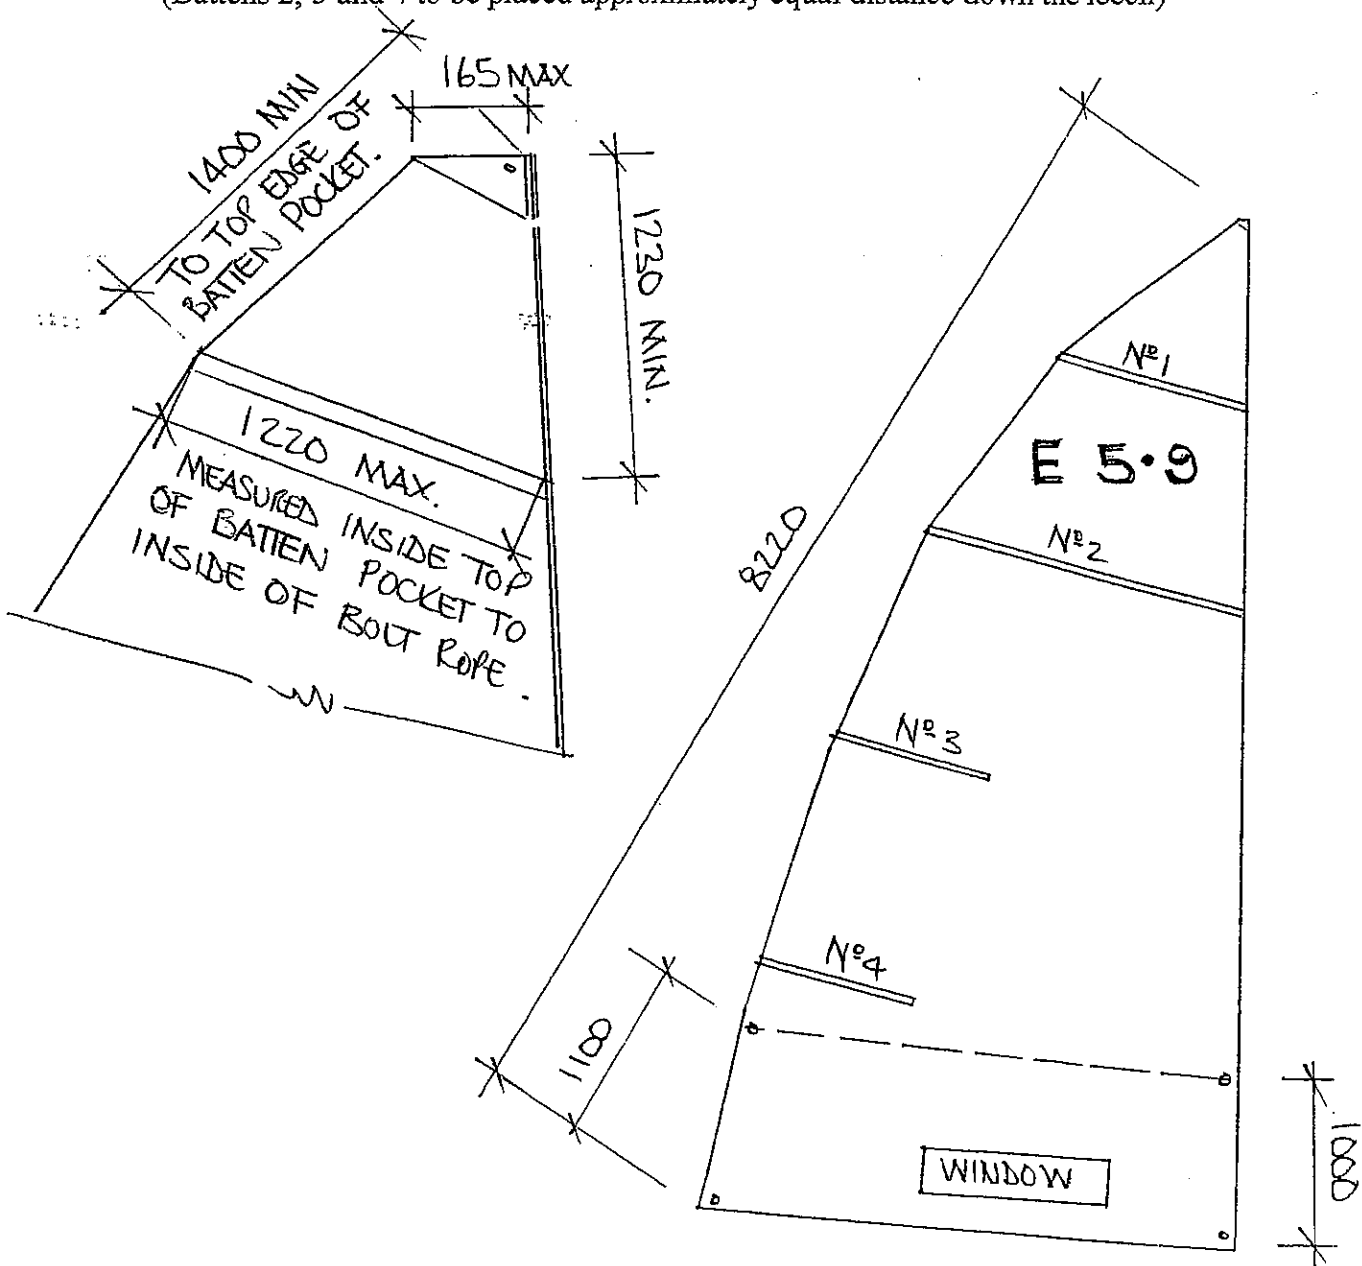 (Battens 2, 3 and 4 to be placed approximately equal distance down the leech)
165 MAX
1400 MIN
TO TOP EDGE OF
BATTEN POCKET.
1230 MIN.
1220 MAX.
MEASURED INSIDE TOP
OF BATTEN POCKET TO
INSIDE OF BOLT ROPE.
8220
Nº1
E 5·9
Nº2
Nº3
Nº4
1100
WINDOW
1000